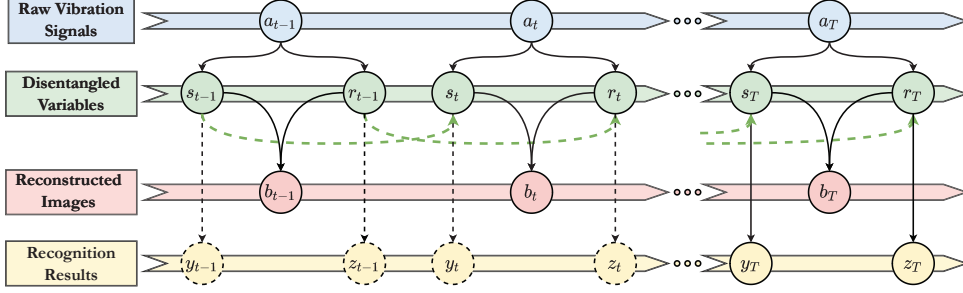 Raw Vibration
Signals
a_{t-1}
a_t
a_T
Disentangled
Variables
s_{t-1}
r_{t-1}
s_t
r_t
s_T
r_T
Reconstructed
Images
b_{t-1}
b_t
b_T
Recognition
Results
y_{t-1}
z_{t-1}
y_t
z_t
y_T
z_T